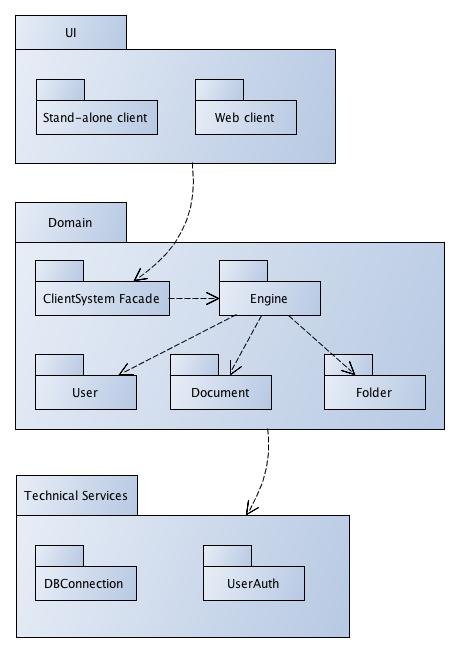 UI
Stand-alone client
Web client
Domain
ClientSystem Facade
Engine
User
Document
Folder
Technical Services
DBConnection
UserAuth